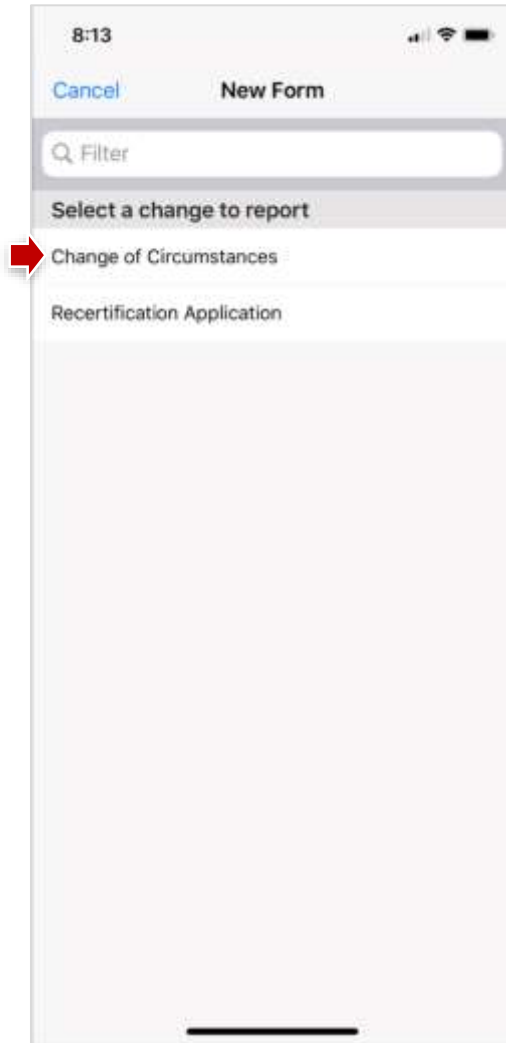 8:13
Cancel New Form
Filter
Select a change to report
Change of Circumstances
Recertification Application